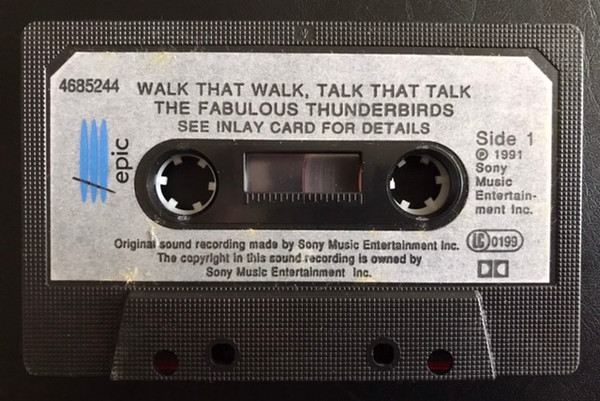 4685244 WALK THAT WALK, TALK THAT TALK
THE FABULOUS THUNDERBIRDS
SEE INLAY CARD FOR DETAILS
epic
Side 1
℗ 1991
Sony
Music
Entertain-
ment Inc.
Original sound recording made by Sony Music Entertainment Inc.
The copyright in this sound recording is owned by
Sony Music Entertainment Inc.
LC 0199